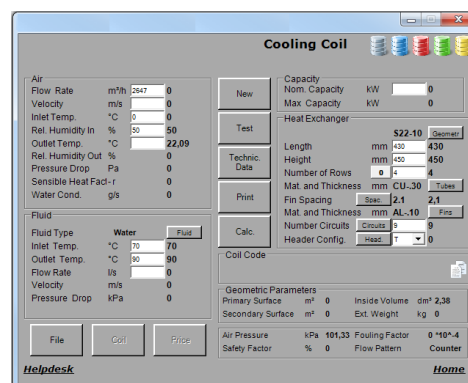 Cooling Coil
Air
Flow Rate m³/h 2647 0
Velocity m/s 0
Inlet Temp. °C 0 0
Rel. Humidity In % 50 50
Outlet Temp. °C 22,09
Rel. Humidity Out % 0
Pressure Drop Pa 0
Sensible Heat Fact- r 0
Water Cond. g/s 0
Fluid
Fluid Type Water Fluid
Inlet Temp. °C 70 70
Outlet Temp. °C 90 90
Flow Rate l/s 0
Velocity m/s 0
Pressure Drop kPa 0
File Coil Price
Helpdesk
New
Test
Technic. Data
Print
Calc.
Capacity
Nom. Capacity kW 0
Max Capacity kW 0
Heat Exchanger
S22-10 Geometr
Length mm 430 430
Height mm 450 450
Number of Rows 0 4 4
Mat. and Thickness mm CU-.30 Tubes
Fin Spacing Spac. 2.1 2,1
Mat. and Thickness mm AL-.10 Fins
Number Circuits Circuits 9 9
Header Config. Head. T 0
Coil Code
Geometric Parameters
Primary Surface m² 0 Inside Volume dm³ 2,38
Secondary Surface m² 0 Ext. Weight kg 0
Air Pressure kPa 101,33 Fouling Factor 0 *10^-4
Safety Factor % 0 Flow Pattern Counter
Home